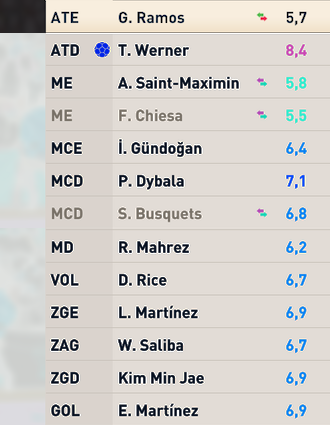 ATE G. Ramos 5,7
ATD T. Werner 8,4
ME A. Saint-Maximin 5,8
ME F. Chiesa 5,5
MCE İ. Gündoğan 6,4
MCD P. Dybala 7,1
MCD S. Busquets 6,8
MD R. Mahrez 6,2
VOL D. Rice 6,7
ZGE L. Martínez 6,9
ZAG W. Saliba 6,7
ZGD Kim Min Jae 6,9
GOL E. Martínez 6,9